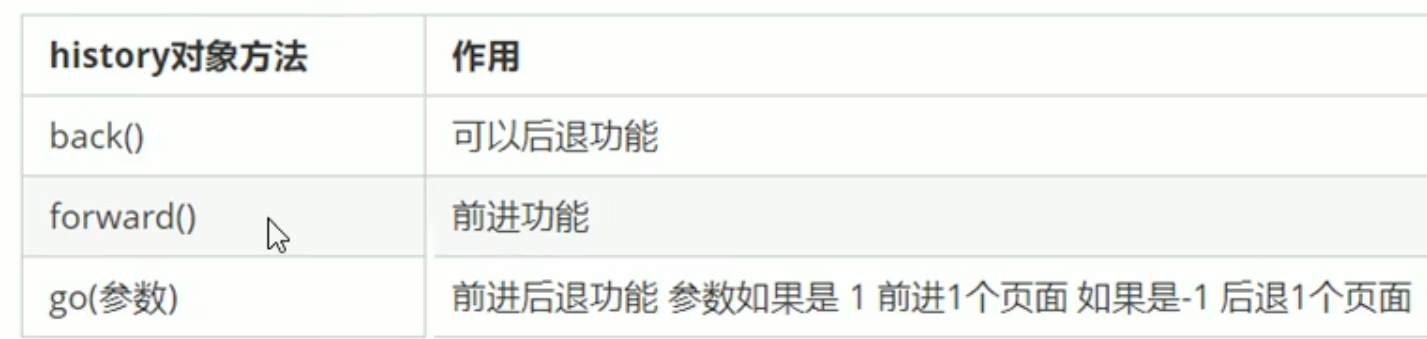 history对象方法 作用
back() 可以后退功能
forward() 前进功能
go(参数) 前进后退功能 参数如果是 1 前进1个页面 如果是-1 后退1个页面